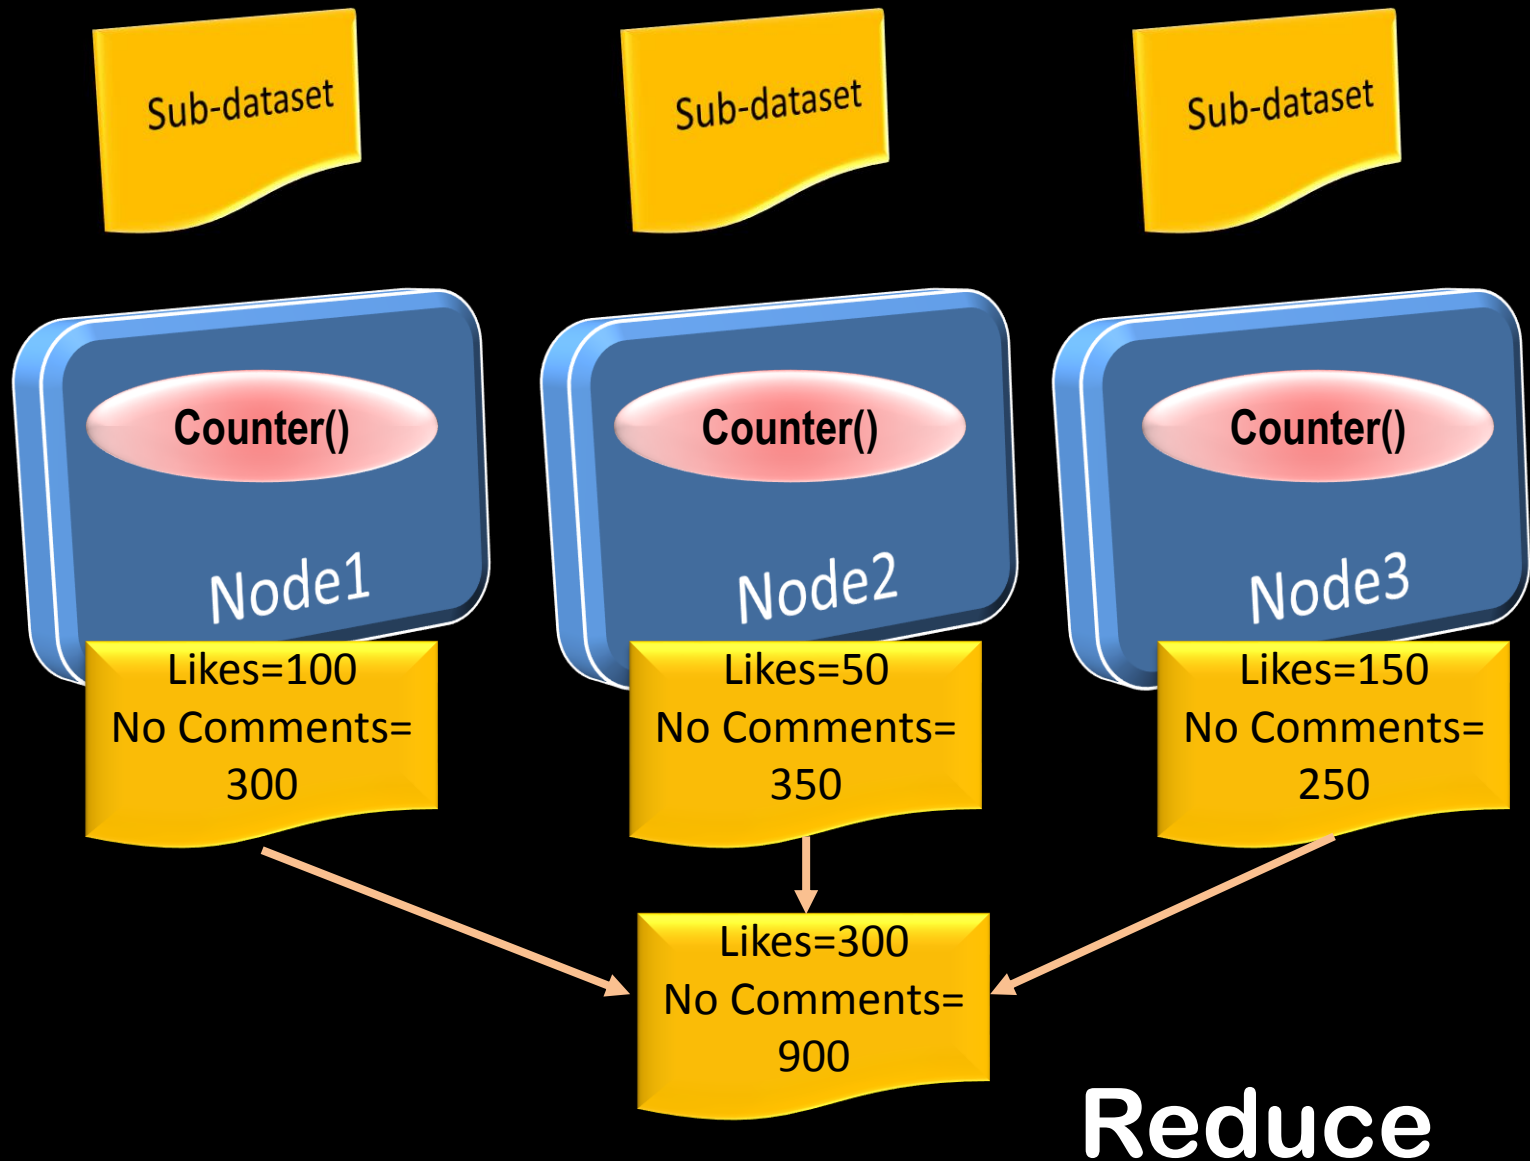 Sub-dataset
Sub-dataset
Sub-dataset
Counter()
Node1
Counter()
Node2
Counter()
Node3
Likes=100
No Comments=
300
Likes=50
No Comments=
350
Likes=150
No Comments=
250
Likes=300
No Comments=
900
Reduce